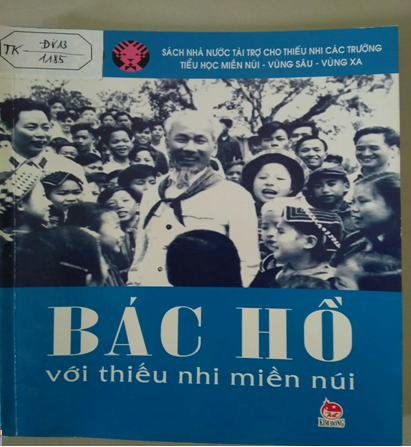 TK - ĐV13
1185
SÁCH NHÀ NƯỚC TÀI TRỢ CHO THIẾU NHI CÁC TRƯỜNG
TIỂU HỌC MIỀN NÚI - VÙNG SÂU - VÙNG XA
BÁC HỒ
với thiếu nhi miền núi
KIM ĐỒNG